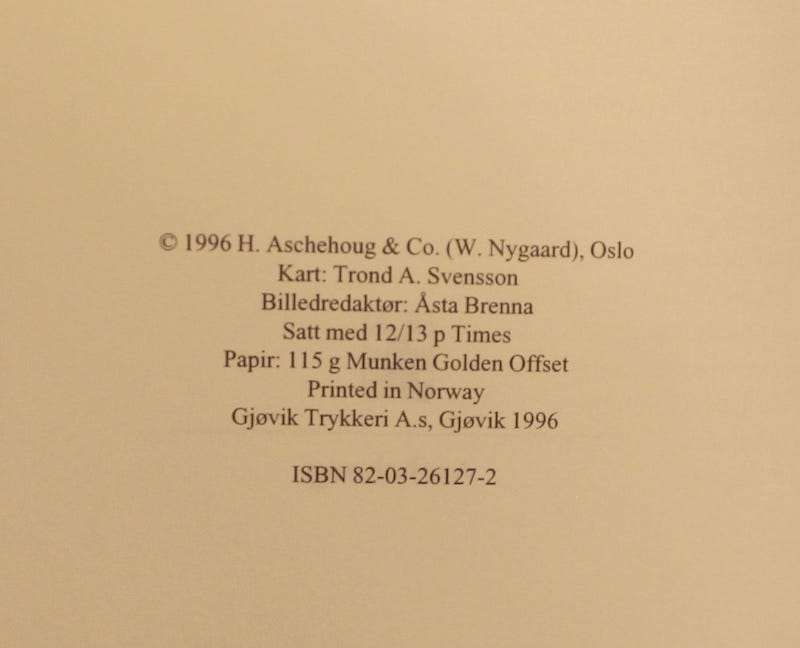 © 1996 H. Aschehoug & Co. (W. Nygaard), Oslo
Kart: Trond A. Svensson
Billedredaktør: Åsta Brenna
Satt med 12/13 p Times
Papir: 115 g Munken Golden Offset
Printed in Norway
Gjøvik Trykkeri A.s, Gjøvik 1996
ISBN 82-03-26127-2